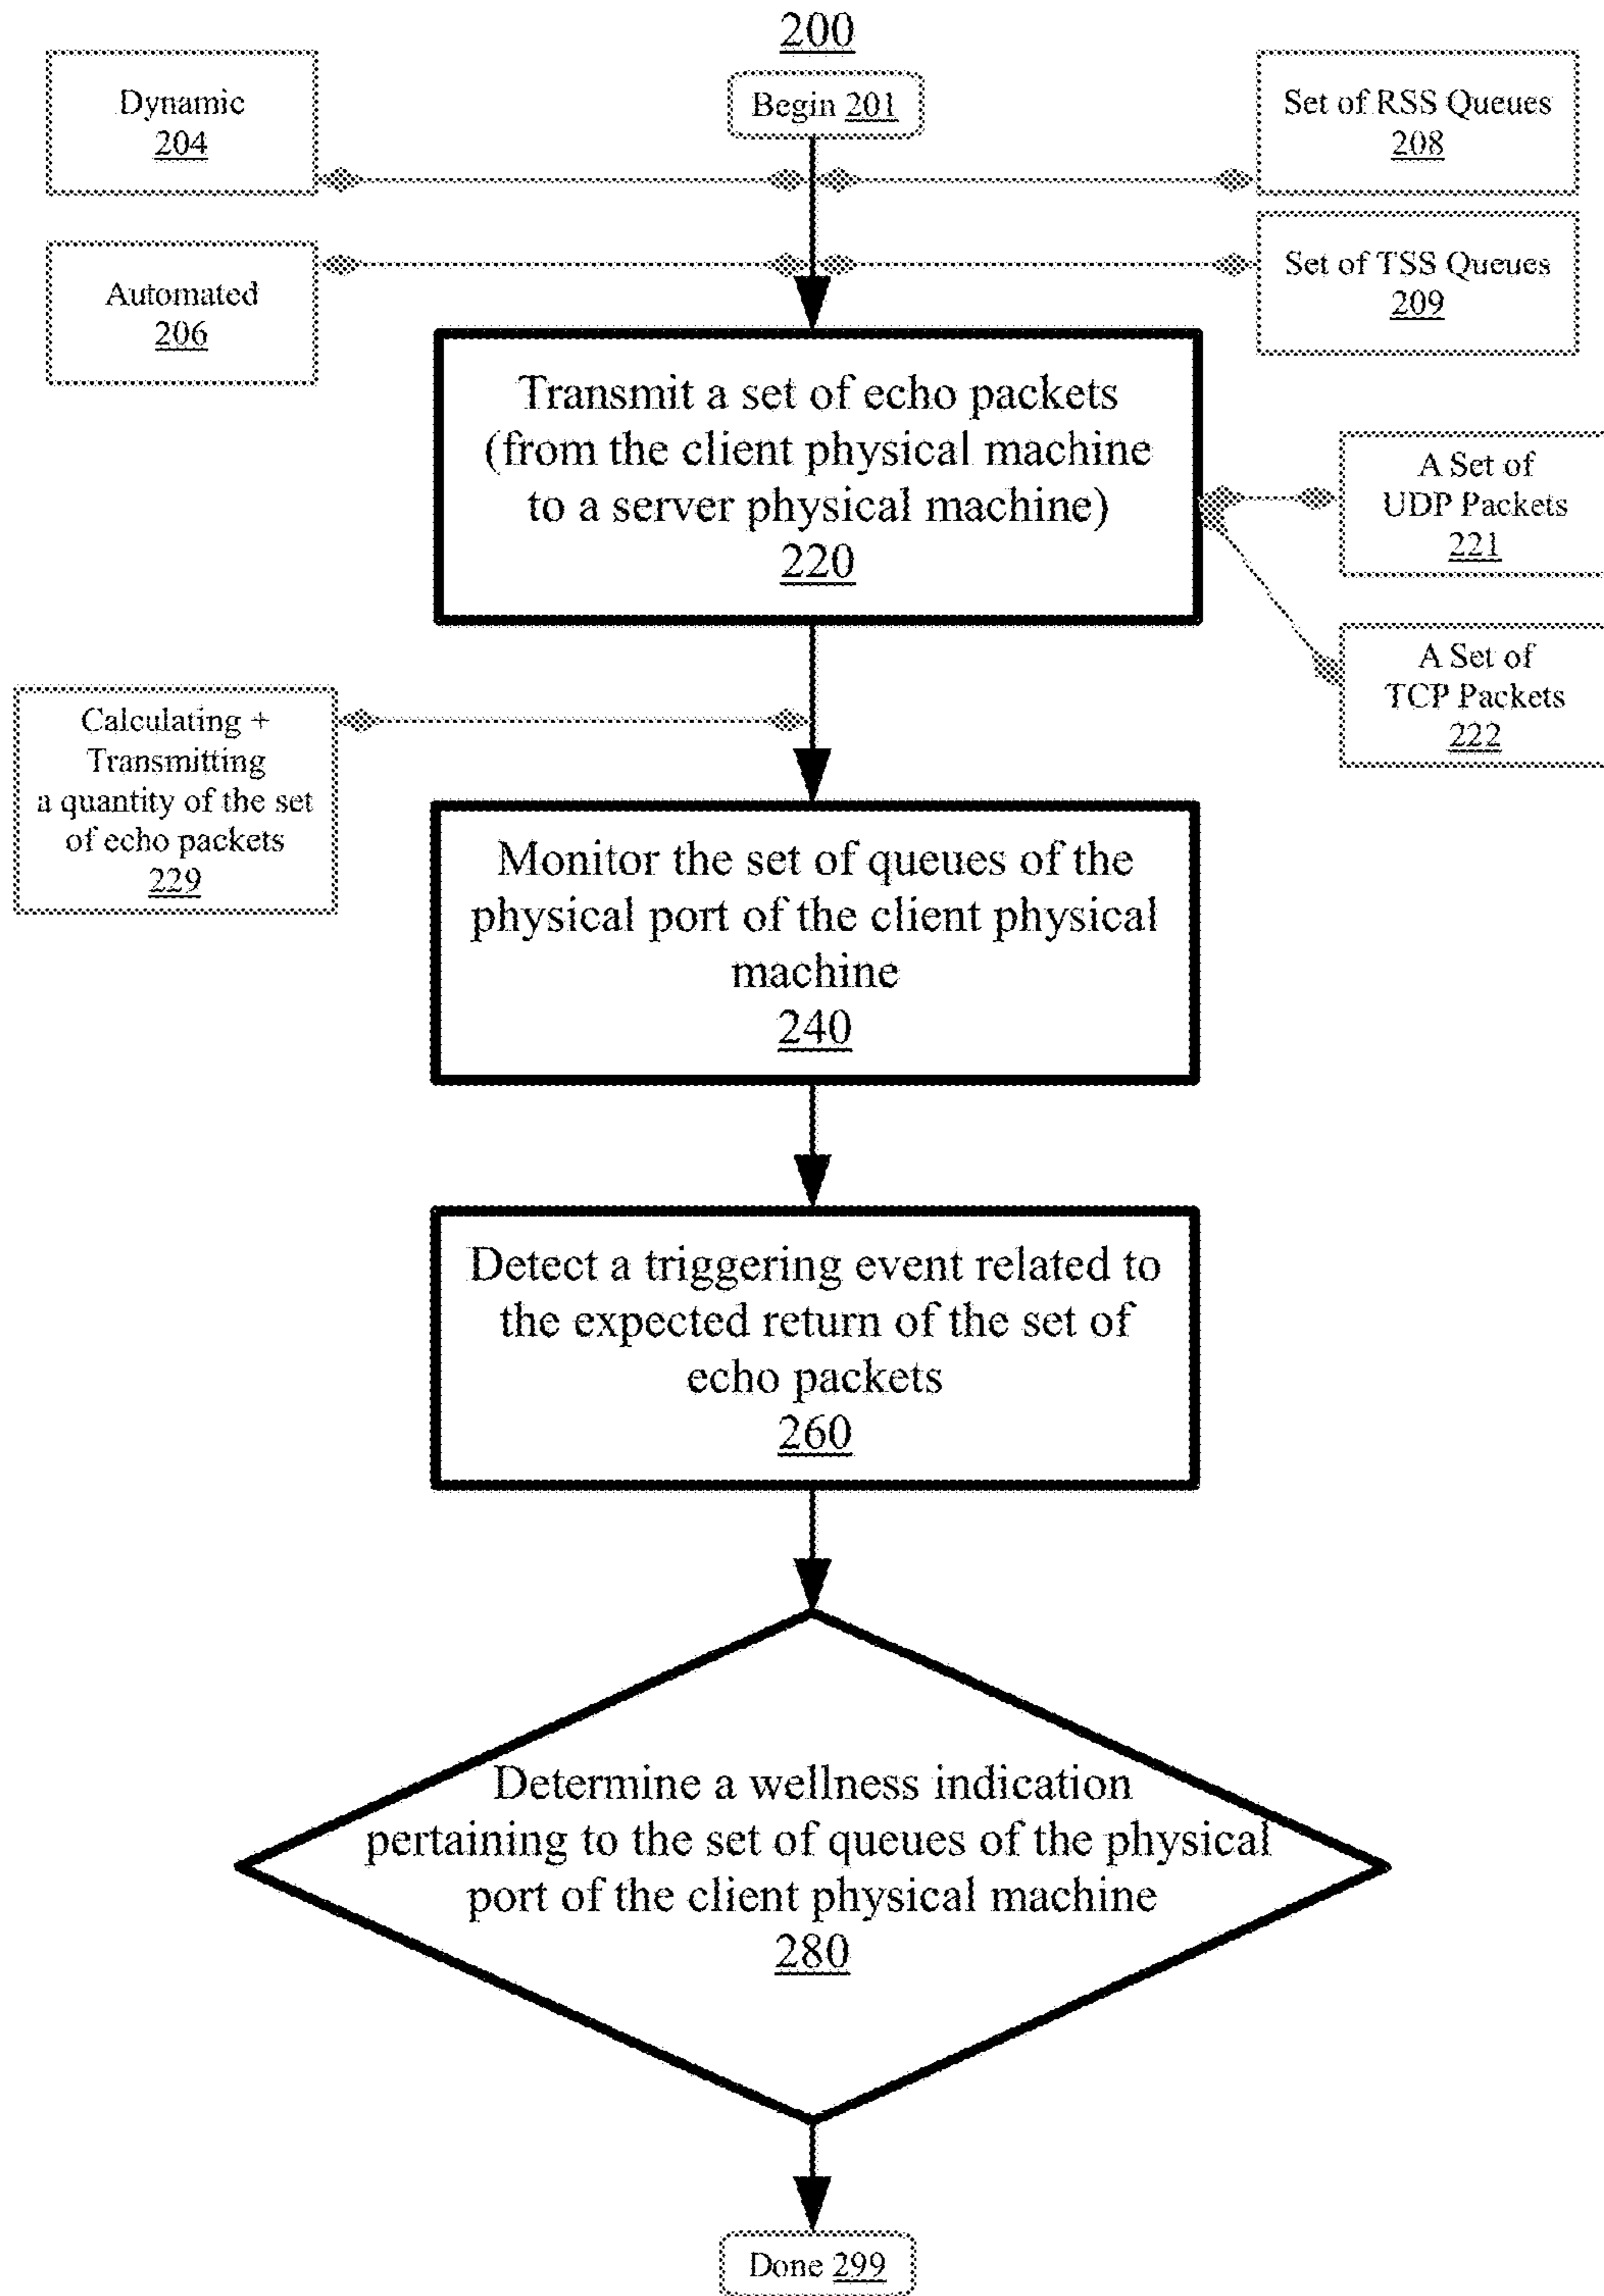 200
Begin 201
Dynamic
204
Set of RSS Queues
208
Automated
206
Set of TSS Queues
209
Transmit a set of echo packets
(from the client physical machine
to a server physical machine)
220
A Set of
UDP Packets
221
A Set of
TCP Packets
222
Calculating +
Transmitting
a quantity of the set
of echo packets
229
Monitor the set of queues of the
physical port of the client physical
machine
240
Detect a triggering event related to
the expected return of the set of
echo packets
260
Determine a wellness indication
pertaining to the set of queues of the physical
port of the client physical machine
280
Done 299